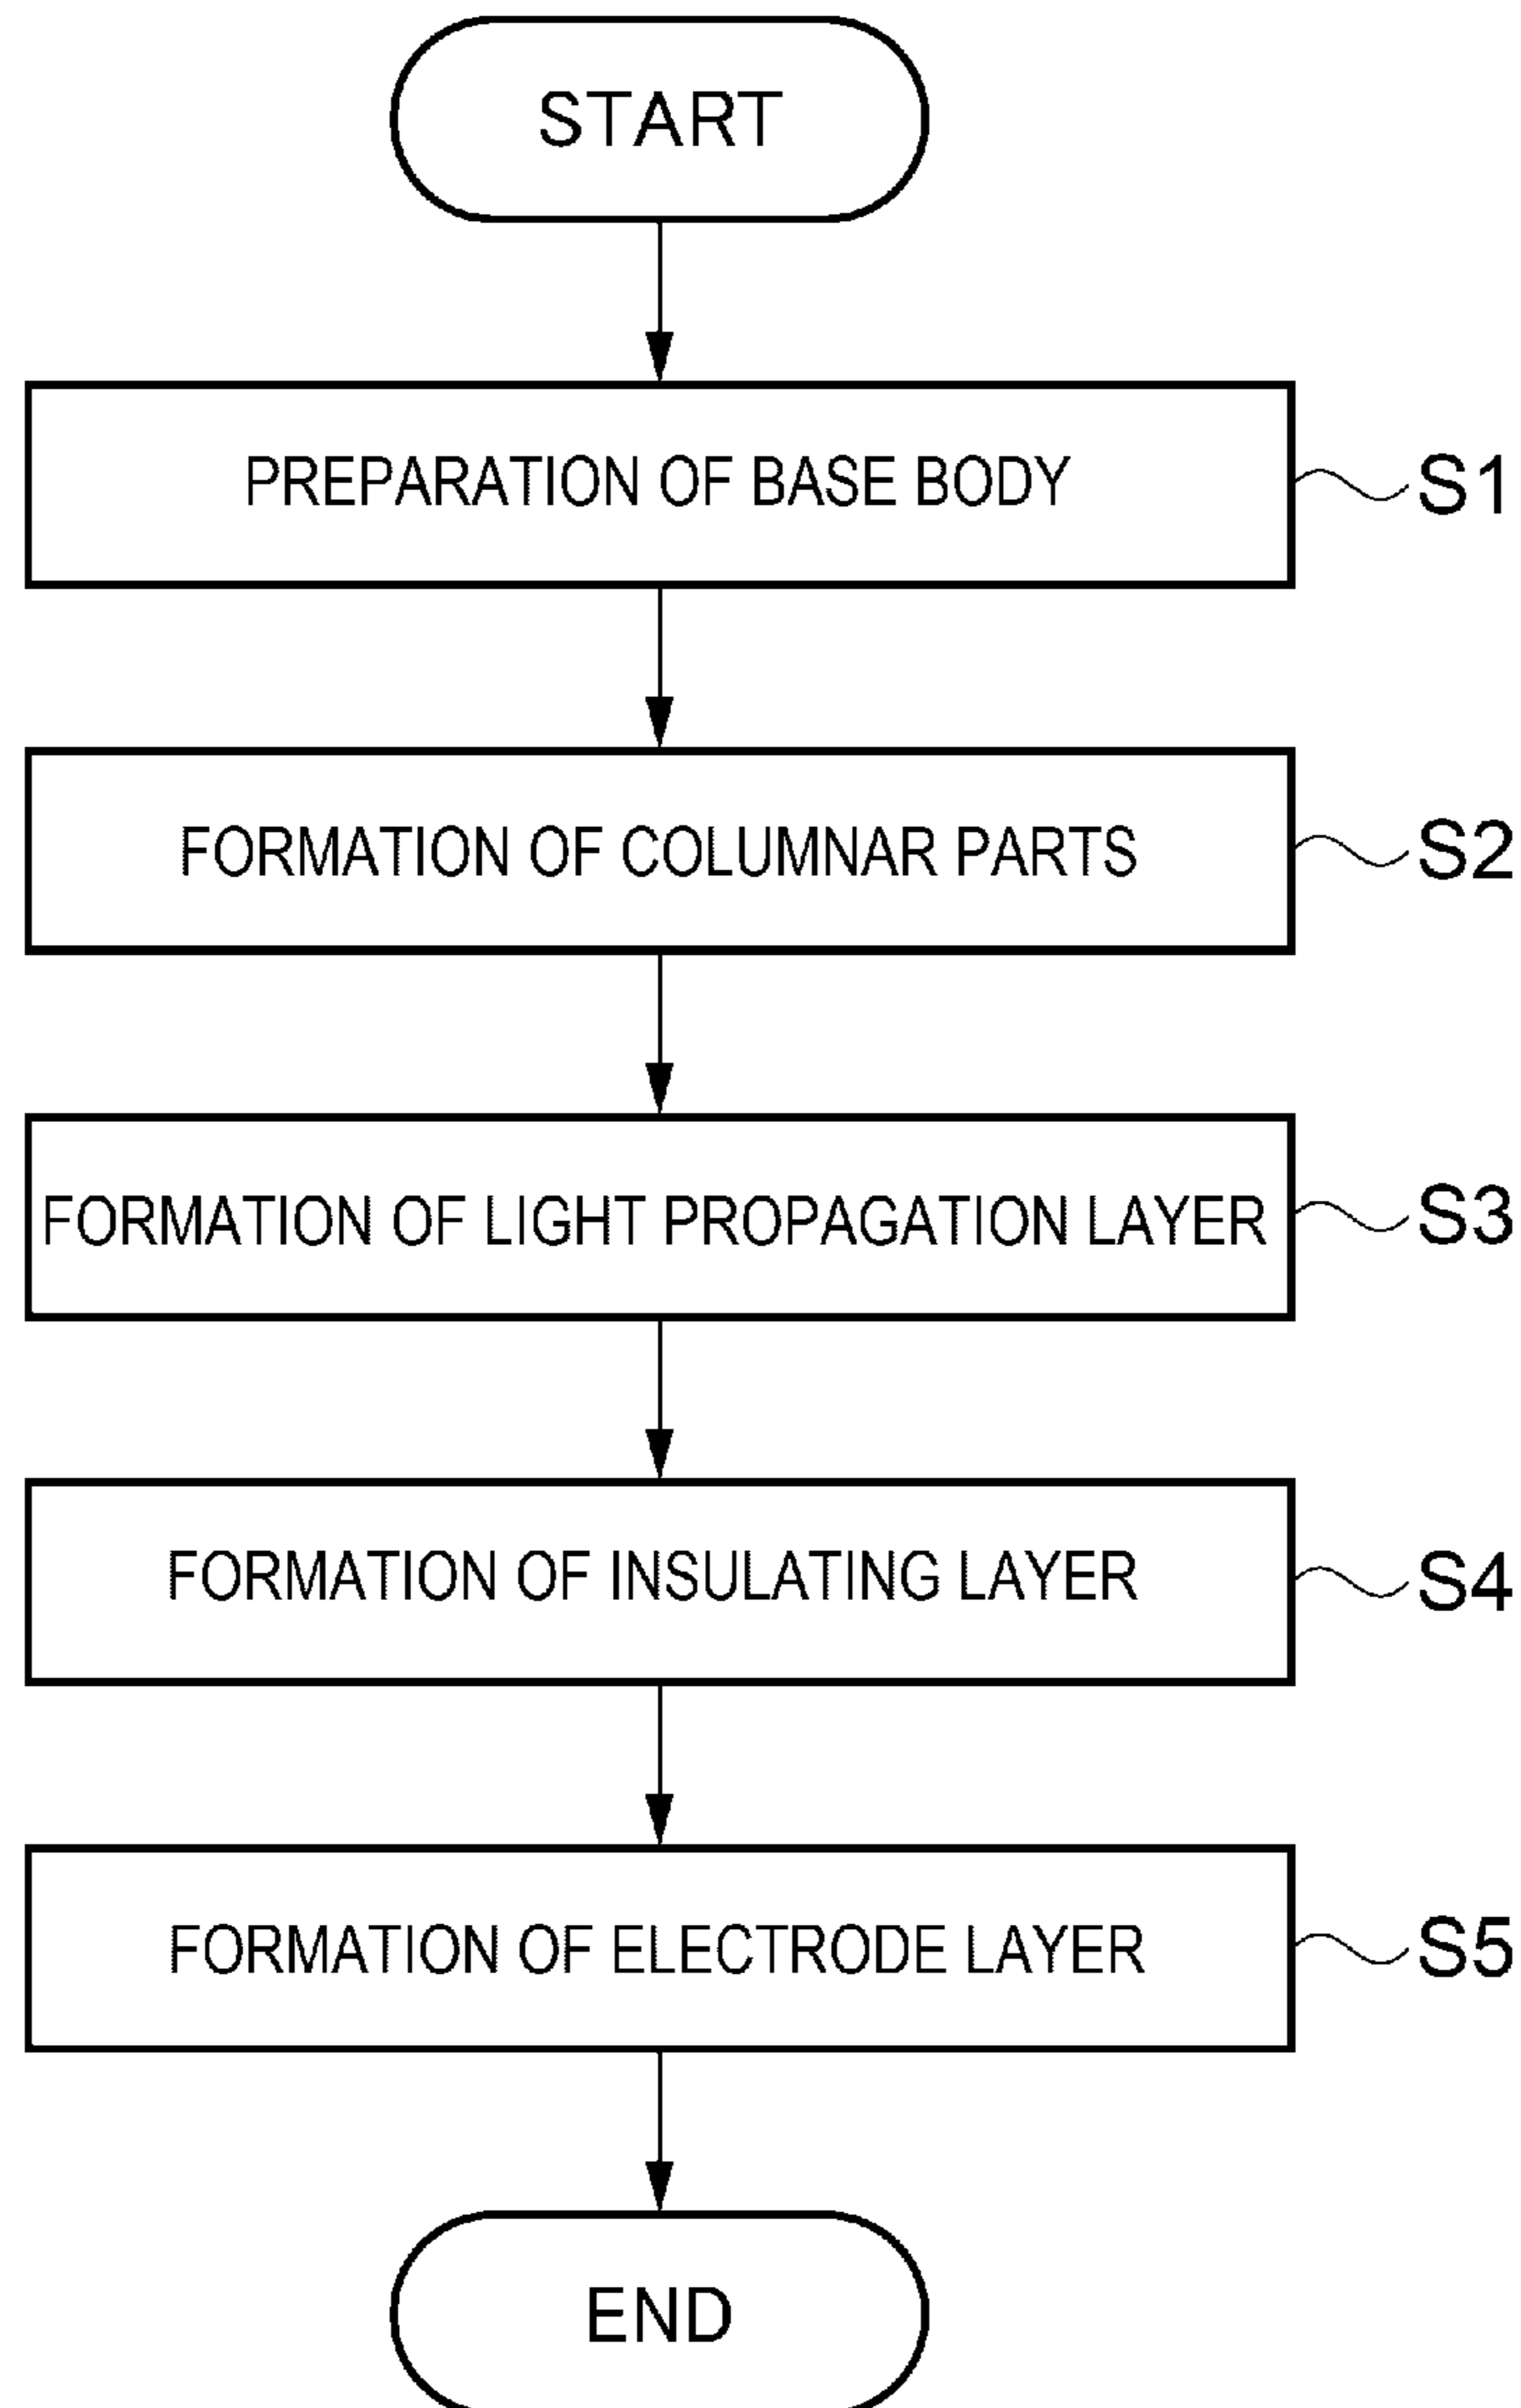 START
PREPARATION OF BASE BODY
S1
FORMATION OF COLUMNAR PARTS
S2
FORMATION OF LIGHT PROPAGATION LAYER
S3
FORMATION OF INSULATING LAYER
S4
FORMATION OF ELECTRODE LAYER
S5
END